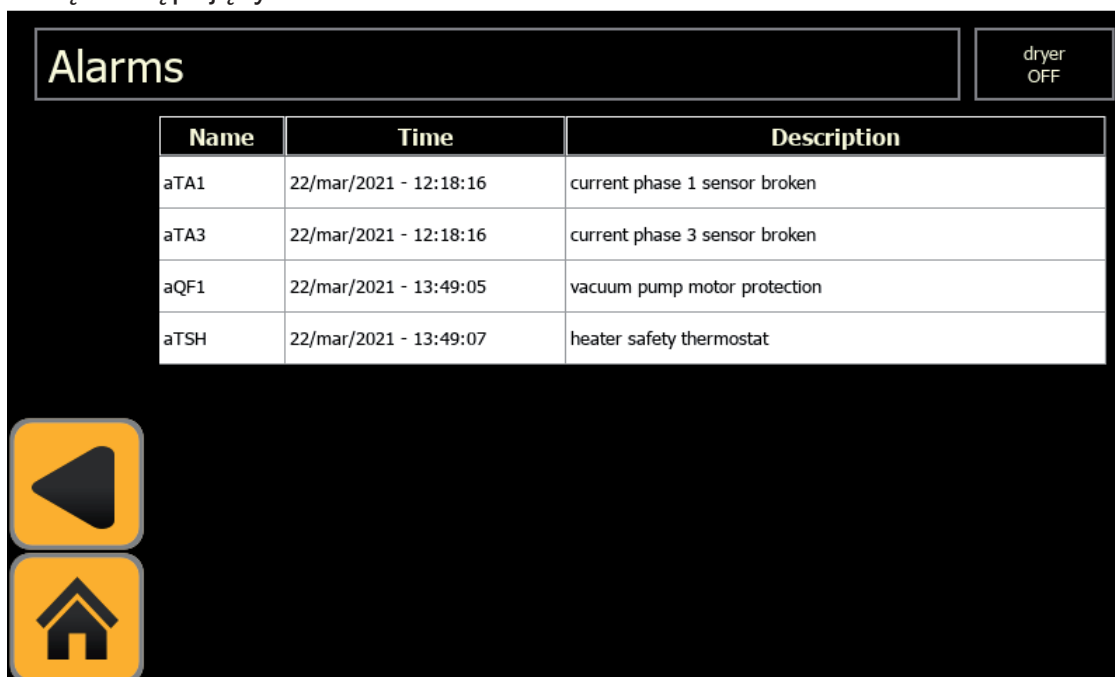 Alarms
dryer
OFF
Name Time Description
aTA1 22/mar/2021 - 12:18:16 current phase 1 sensor broken
aTA3 22/mar/2021 - 12:18:16 current phase 3 sensor broken
aQF1 22/mar/2021 - 13:49:05 vacuum pump motor protection
aTSH 22/mar/2021 - 13:49:07 heater safety thermostat